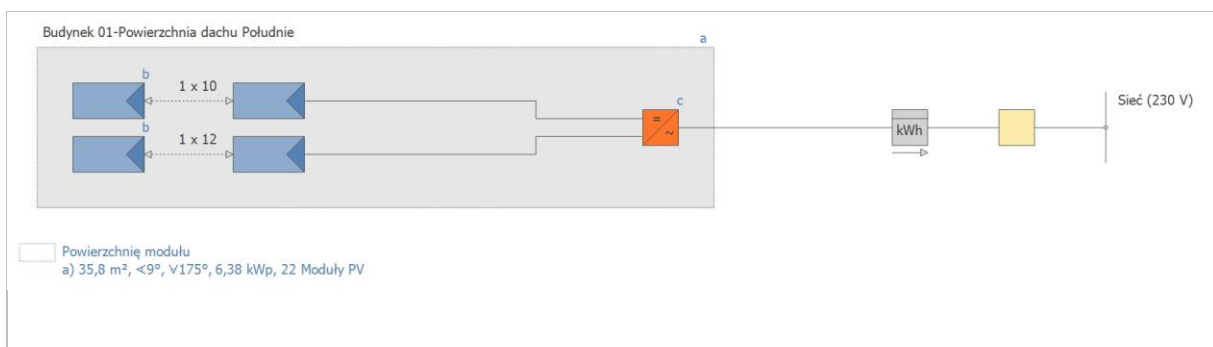 Budynek 01-Powierzchnia dachu Południe
a
b
1 x 10
c
=
~
b
1 x 12
kWh
Sieć (230 V)
Powierzchnię modułu
a) 35,8 m², ∢9°, ∨175°, 6,38 kWp, 22 Moduły PV